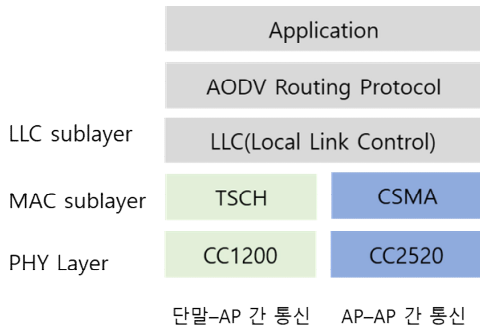 Application
AODV Routing Protocol
LLC sublayer
LLC(Local Link Control)
MAC sublayer
TSCH
CSMA
PHY Layer
CC1200
CC2520
단말–AP 간 통신
AP–AP 간 통신